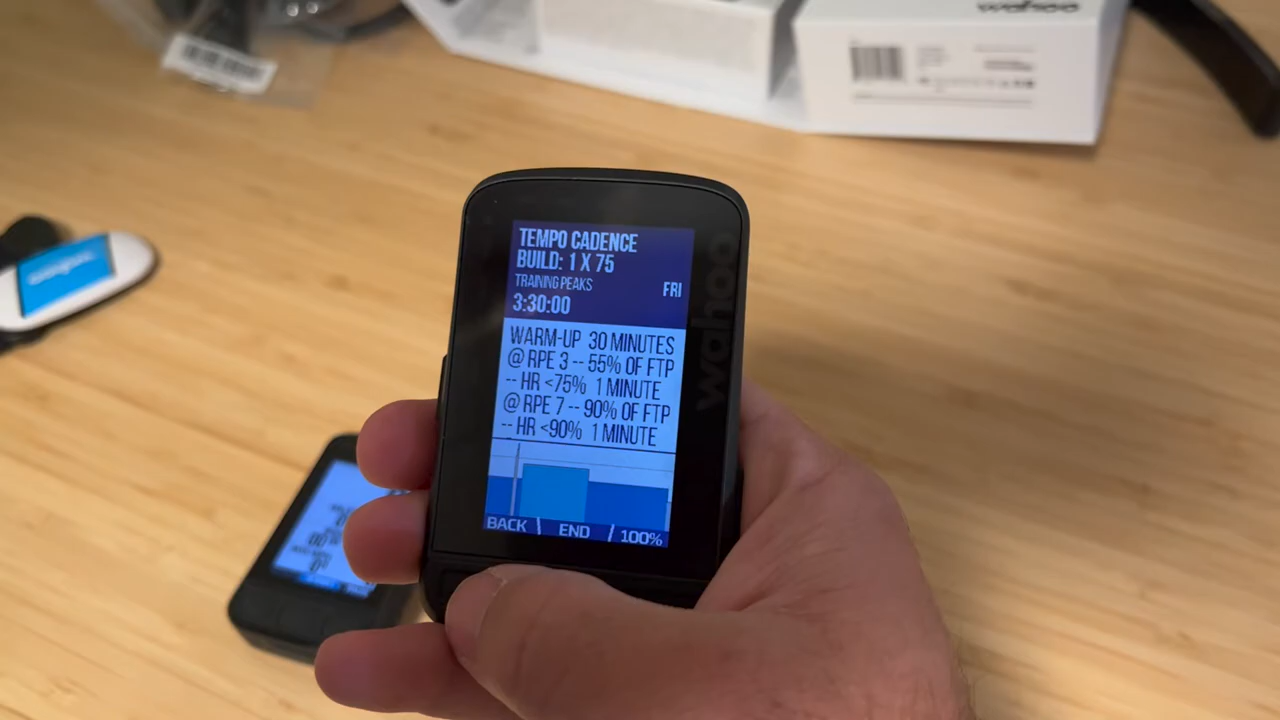 wahoo
TEMPO CADENCE
BUILD: 1 X 75
TRAINING PEAKS
FRI
3:30:00
WARM-UP 30 MINUTES
@ RPE 3 -- 55% OF FTP
-- HR <75% 1 MINUTE
@ RPE 7 -- 90% OF FTP
-- HR <90% 1 MINUTE
BACK
END
100%
wahoo